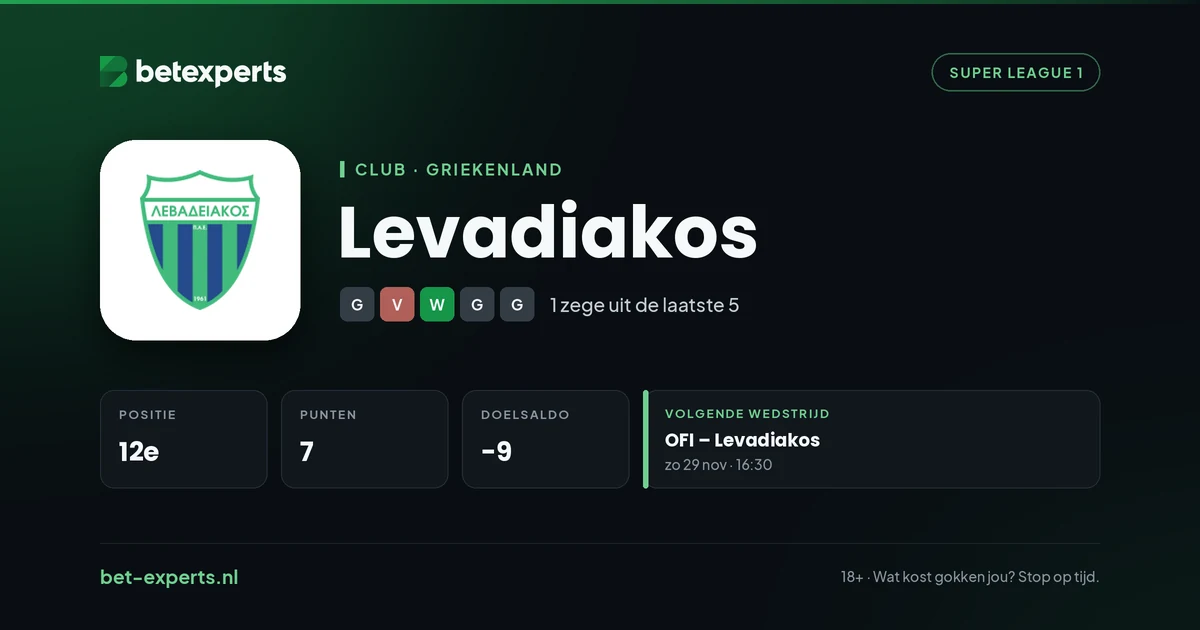 betexperts
SUPER LEAGUE 1
ΛΕΒΑΔΕΙΑΚΟΣ
Π.Α.Ε.
1961
CLUB · GRIEKENLAND
Levadiakos
G V W G G 1 zege uit de laatste 5
POSITIE
12e
PUNTEN
7
DOELSALDO
-9
VOLGENDE WEDSTRIJD
OFI – Levadiakos
zo 29 nov · 16:30
bet-experts.nl
18+ · Wat kost gokken jou? Stop op tijd.